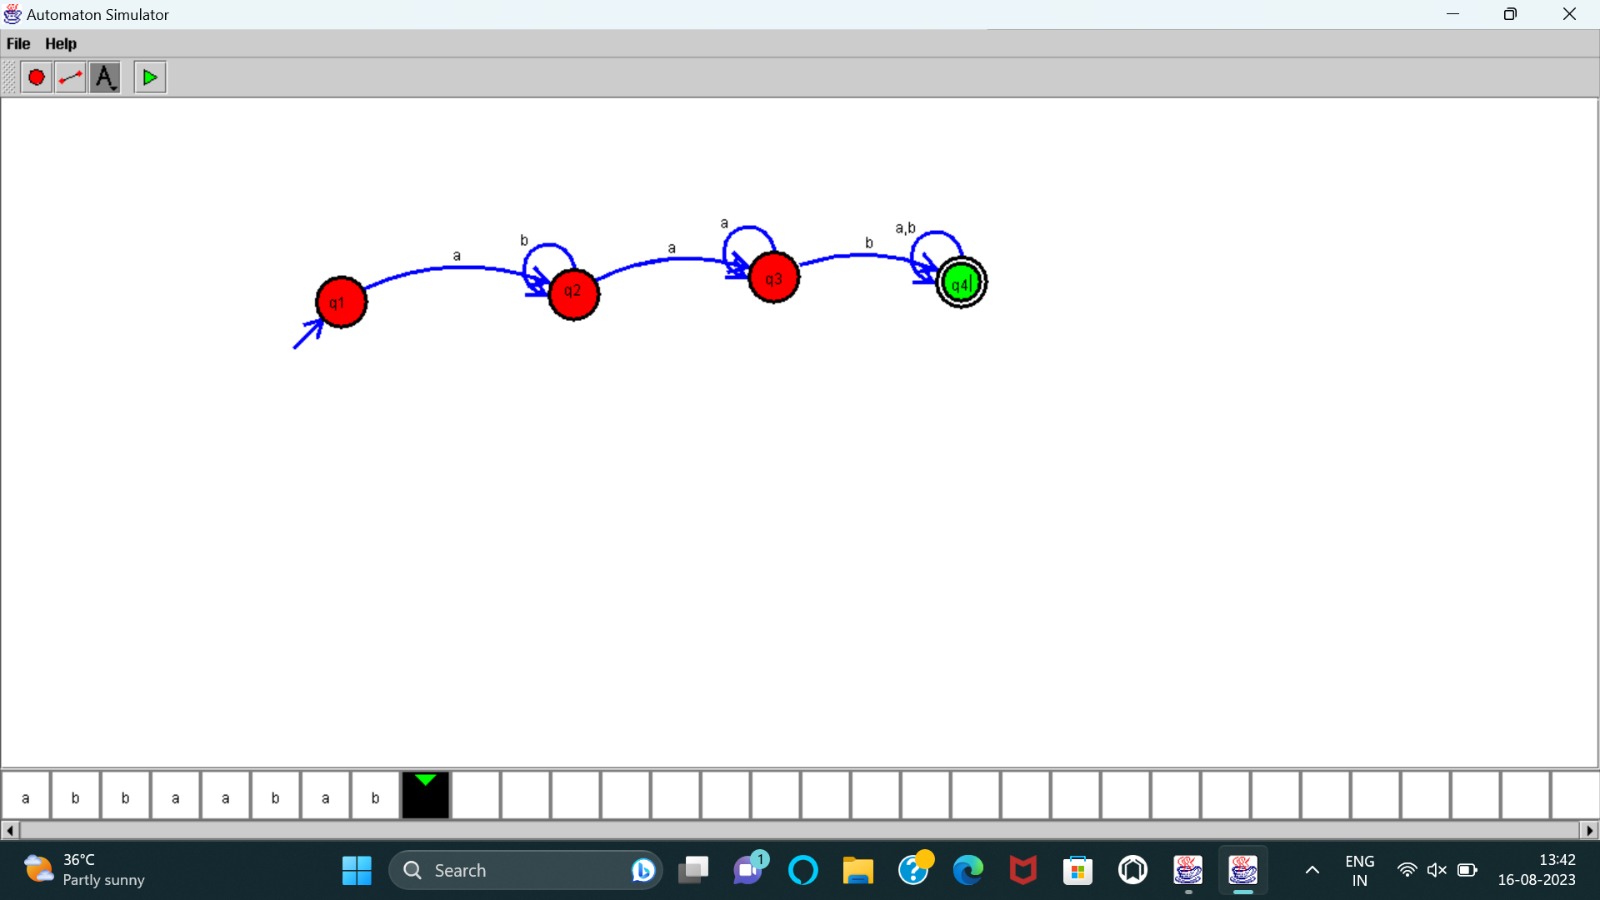 Automaton Simulator
File Help
A
a
b
a
a
b
a,b
q1
q2
q3
q4
a b b a a b a b
36°C
Partly sunny
Search
1
ENG
IN
13:42
16-08-2023